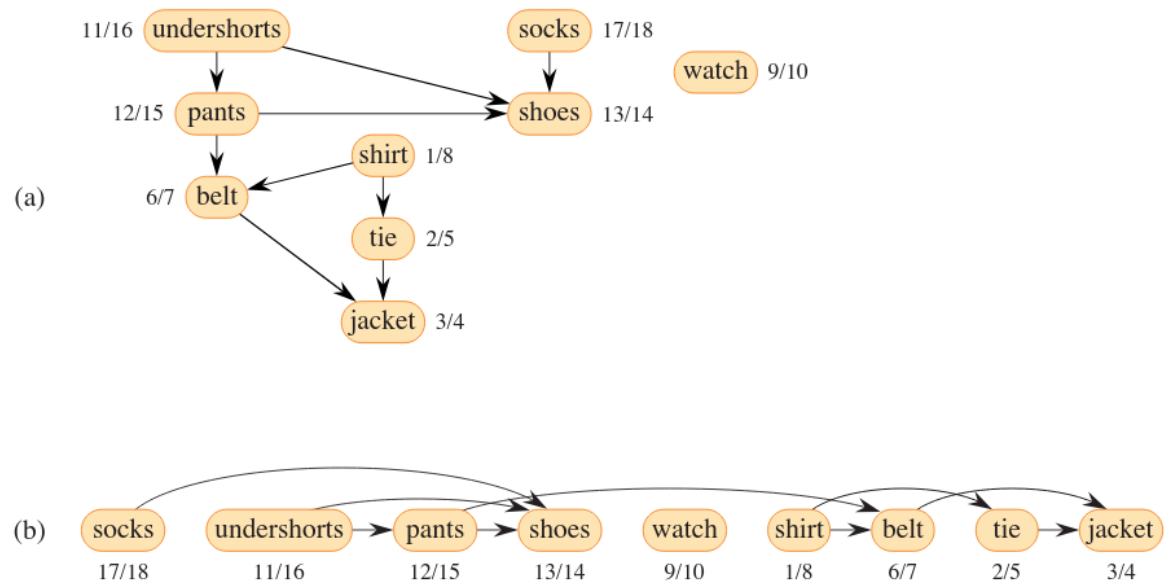 11/16 undershorts socks 17/18
watch 9/10
12/15 pants shoes 13/14
shirt 1/8
(a) 6/7 belt
tie 2/5
jacket 3/4
(b) socks undershorts pants shoes watch shirt belt tie jacket
17/18 11/16 12/15 13/14 9/10 1/8 6/7 2/5 3/4